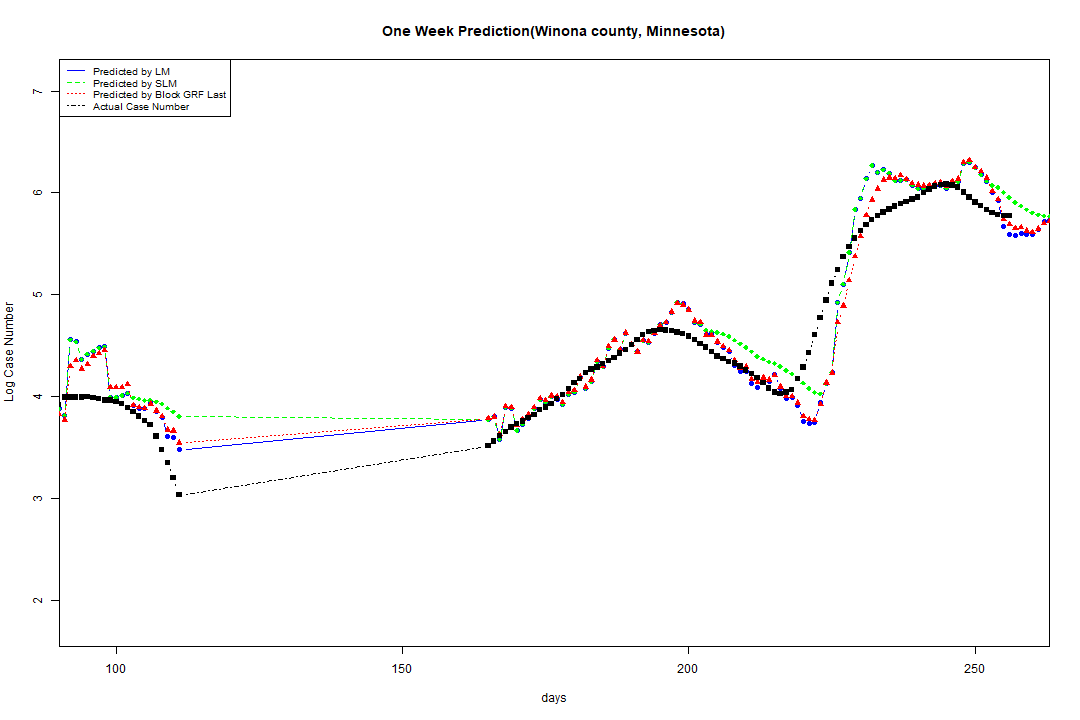 One Week Prediction(Winona county, Minnesota)
Predicted by LM
Predicted by SLM
Predicted by Block GRF Last
Actual Case Number
7
6
5
4
3
2
Log Case Number
100 150 200 250
days